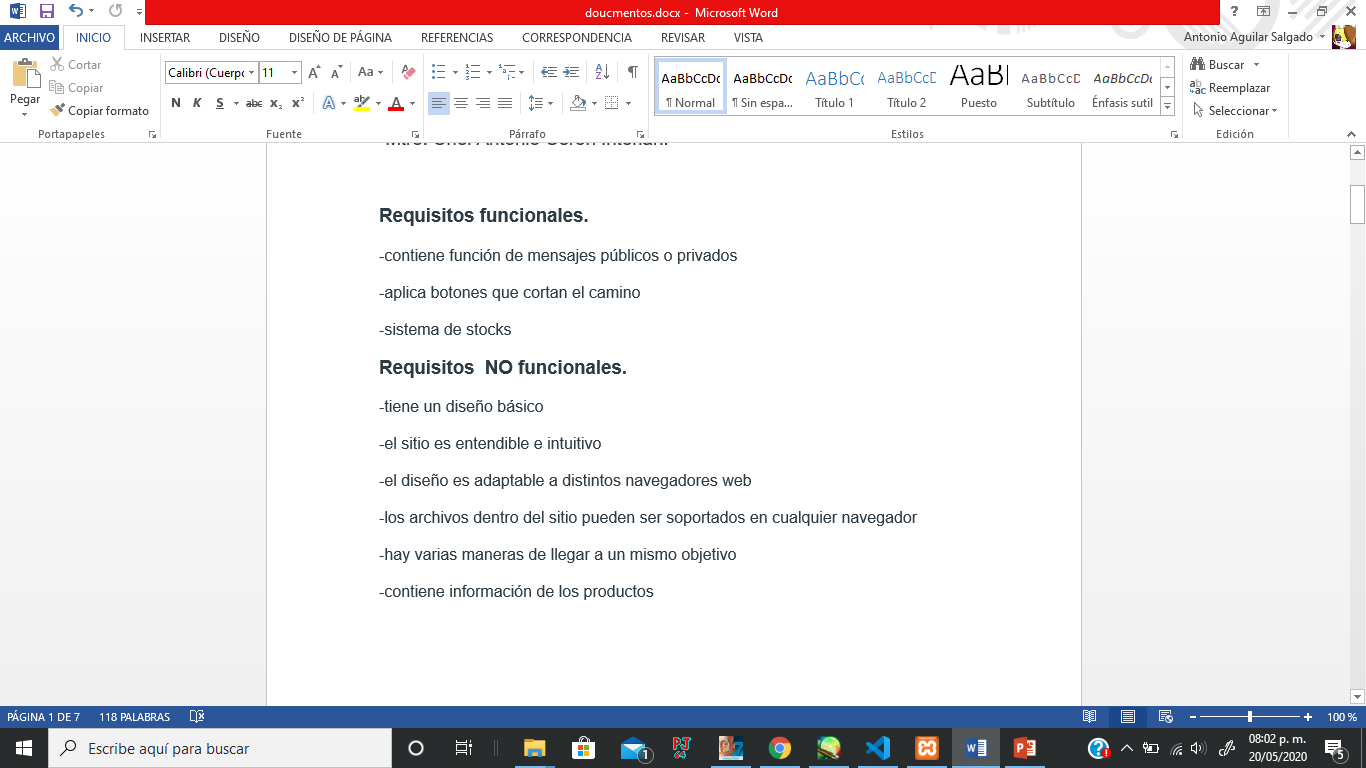 doucmentos.docx - Microsoft Word
?
ARCHIVO INICIO INSERTAR DISEÑO DISEÑO DE PÁGINA REFERENCIAS CORRESPONDENCIA REVISAR VISTA Antonio Aguilar Salgado
Pegar
Cortar
Copiar
Copiar formato
Portapapeles
Calibri (Cuerpo 11
N K S abc x₂ x²
Fuente
Párrafo
AaBbCcDc AaBbCcDc AaBbCc AaBbCcD AaBl AaBbCcD AaBbCcDc
¶ Normal ¶ Sin espa... Título 1 Título 2 Puesto Subtítulo Énfasis sutil
Estilos
Buscar
Reemplazar
Seleccionar
Edición
Requisitos funcionales.
-contiene función de mensajes públicos o privados
-aplica botones que cortan el camino
-sistema de stocks
Requisitos  NO funcionales.
-tiene un diseño básico
-el sitio es entendible e intuitivo
-el diseño es adaptable a distintos navegadores web
-los archivos dentro del sitio pueden ser soportados en cualquier navegador
-hay varias maneras de llegar a un mismo objetivo
-contiene información de los productos
PÁGINA 1 DE 7 118 PALABRAS 100 %
Escribe aquí para buscar
08:02 p. m.
20/05/2020